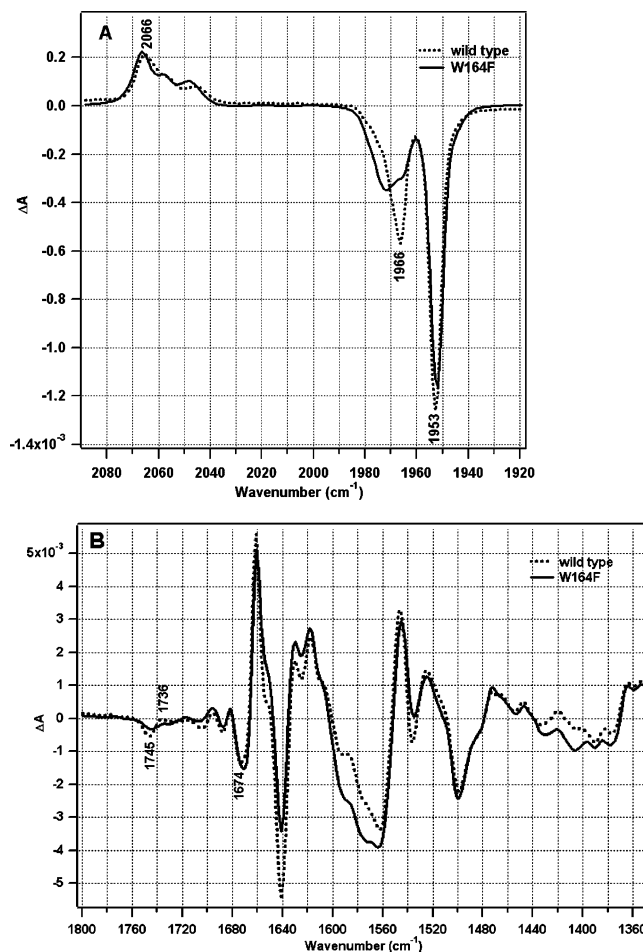 A
2066
wild type
W164F
0.2
0.0
-0.2
-0.4
-0.6
-0.8
-1.0
-1.2
-1.4x10-3
ΔA
1966
1953
2080 2060 2040 2020 2000 1980 1960 1940 1920
Wavenumber (cm-1)
B
wild type
W164F
5x10-3
4
3
2
1
0
-1
-2
-3
-4
-5
ΔA
1745
1736
1674
1800 1760 1720 1680 1640 1600 1560 1520 1480 1440 1400 1360